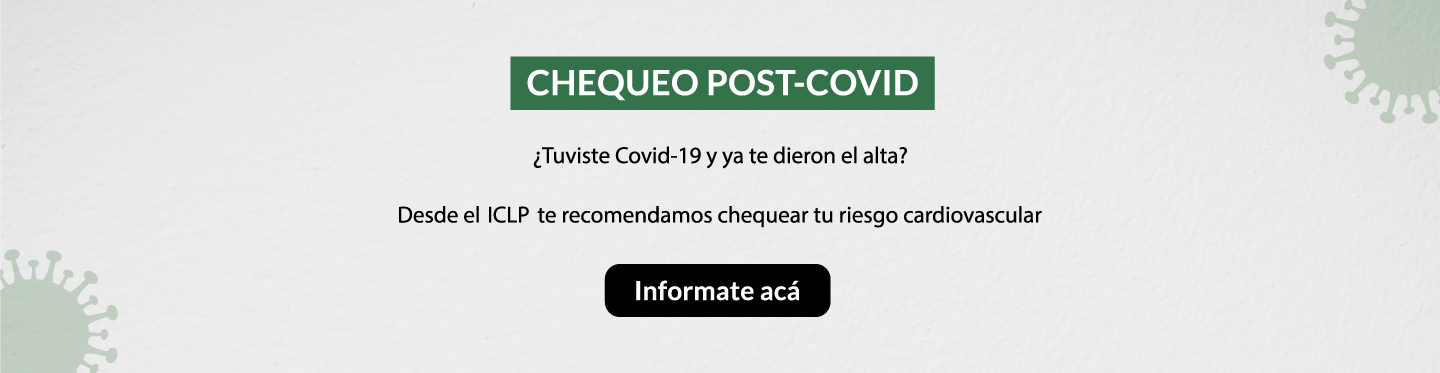 CHEQUEO POST-COVID
¿Tuviste Covid-19 y ya te dieron el alta?
Desde el ICLP te recomendamos chequear tu riesgo cardiovascular
Informate acá